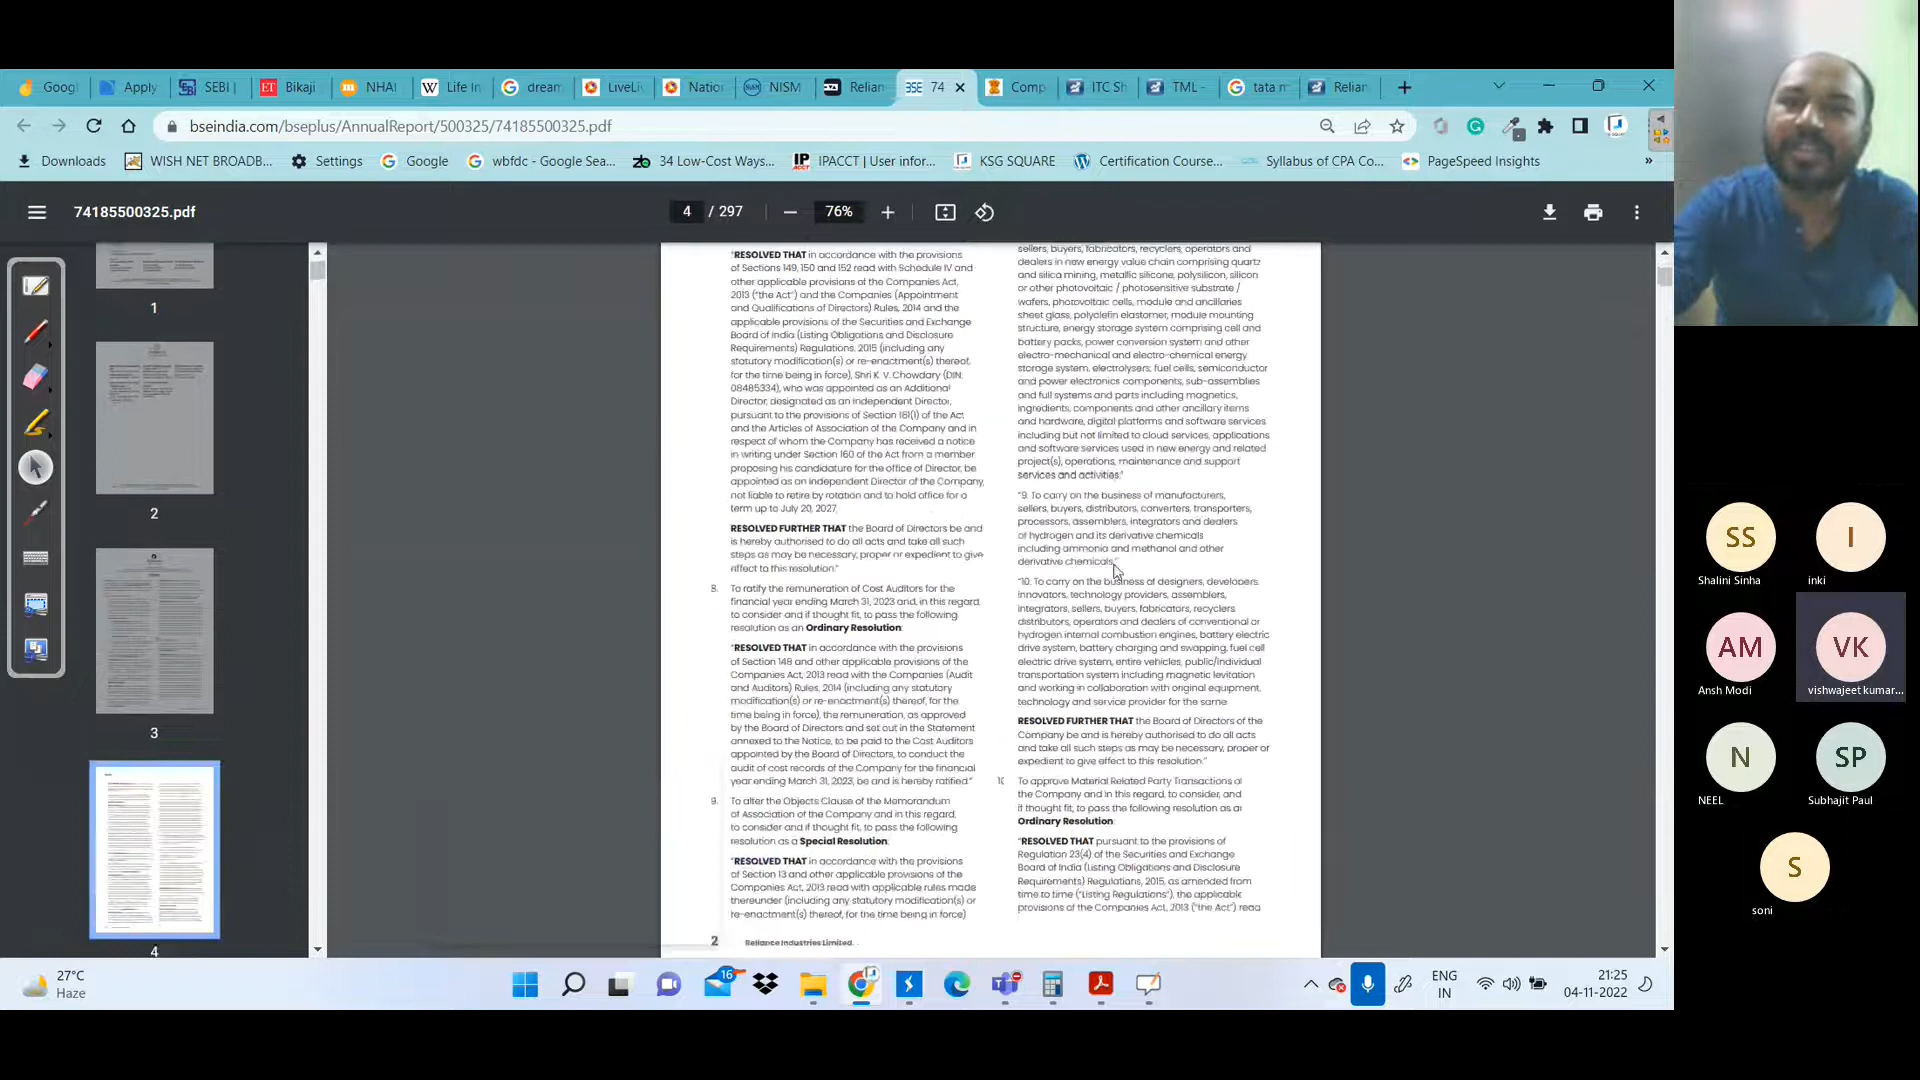 Googl
Apply
SEBI |
Bikaji
NHAI
Life In
dream
LiveLi
Natio
NISM
Relian
74
Comp
ITC Sh
TML -
tata m
Relian
bseindia.com/bseplus/AnnualReport/500325/74185500325.pdf
Downloads
WISH NET BROADB...
Settings
Google
wbfdc - Google Sea...
34 Low-Cost Ways...
IPACCT | User infor...
KSG SQUARE
Certification Course...
Syllabus of CPA Co...
PageSpeed Insights
»
74185500325.pdf
4 / 297
76%
1
2
3
4
"RESOLVED THAT in accordance with the provisions
of Sections 149, 150 and 152 read with Schedule IV and
other applicable provisions of the Companies Act,
2013 ("the Act") and the Companies (Appointment
and Qualifications of Directors) Rules, 2014 and the
applicable provisions of the Securities and Exchange
Board of India (Listing Obligations and Disclosure
Requirements) Regulations, 2015 (including any
statutory modification(s) or re-enactment(s) thereof,
for the time being in force), Shri K. V. Chowdary (DIN:
08485334), who was appointed as an Additional
Director, designated as an Independent Director,
pursuant to the provisions of Section 161(1) of the Act
and the Articles of Association of the Company and in
respect of whom the Company has received a notice
in writing under Section 160 of the Act from a member
proposing his candidature for the office of Director, be
appointed as an Independent Director of the Company,
not liable to retire by rotation and to hold office for a
term up to July 20, 2027,
RESOLVED FURTHER THAT the Board of Directors be and
is hereby authorised to do all acts and take all such
steps as may be necessary, proper or expedient to give
effect to this resolution."
8. To ratify the remuneration of Cost Auditors for the
financial year ending March 31, 2023 and, in this regard,
to consider and if thought fit, to pass the following
resolution as an Ordinary Resolution:
"RESOLVED THAT in accordance with the provisions
of Section 148 and other applicable provisions of the
Companies Act, 2013 read with the Companies (Audit
and Auditors) Rules, 2014 (including any statutory
modification(s) or re-enactment(s) thereof, for the
time being in force), the remuneration, as approved
by the Board of Directors and set out in the Statement
annexed to the Notice, to be paid to the Cost Auditors
appointed by the Board of Directors, to conduct the
audit of cost records of the Company for the financial
year ending March 31, 2023, be and is hereby ratified."
9. To alter the Objects Clause of the Memorandum
of Association of the Company and in this regard,
to consider and if thought fit, to pass the following
resolution as a Special Resolution:
"RESOLVED THAT in accordance with the provisions
of Section 13 and other applicable provisions of the
Companies Act, 2013 read with applicable rules made
thereunder (including any statutory modification(s) or
re-enactment(s) thereof, for the time being in force)
2 Reliance Industries Limited
sellers, buyers, fabricators, recyclers, operators and
dealers in new energy value chain comprising quartz
and silica mining, metallic silicone, polysilicon, silicon
or other photovoltaic / photosensitive substrate /
wafers, photovoltaic cells, module and ancillaries
sheet glass, polyolefin elastomer, module mounting
structure, energy storage system comprising cell and
battery packs, power conversion system and other
electro-mechanical and electro-chemical energy
storage system, electrolysers, fuel cells, semiconductor
and power electronics components, sub-assemblies
and full systems and parts including magnetics,
ingredients, components and other ancillary items
and hardware, digital platforms and software services
including but not limited to cloud services, applications
and software services used in new energy and related
project(s), operations, maintenance and support
services and activities."
"9. To carry on the business of manufacturers,
sellers, buyers, distributors, converters, transporters,
processors, assemblers, integrators and dealers
of hydrogen and its derivative chemicals
including ammonia and methanol and other
derivative chemicals."
"10. To carry on the business of designers, developers,
innovators, technology providers, assemblers,
integrators, sellers, buyers, fabricators, recyclers
distributors, operators and dealers of conventional or
hydrogen internal combustion engines, battery electric
drive system, battery charging and swapping, fuel cell
electric drive system, entire vehicles, public/individual
transportation system including magnetic levitation
and working in collaboration with original equipment,
technology and service provider for the same
RESOLVED FURTHER THAT the Board of Directors of the
Company be and is hereby authorised to do all acts
and take all such steps as may be necessary, proper or
expedient to give effect to this resolution."
10 To approve Material Related Party Transactions of
the Company and in this regard, to consider, and
if thought fit, to pass the following resolution as an
Ordinary Resolution:
"RESOLVED THAT pursuant to the provisions of
Regulation 23(4) of the Securities and Exchange
Board of India (Listing Obligations and Disclosure
Requirements) Regulations, 2015, as amended from
time to time ("Listing Regulations"), the applicable
provisions of the Companies Act, 2013 ("the Act") read
SS
Shalini Sinha
I
inki
AM
Ansh Modi
VK
vishwajeet kumar...
N
NEEL
SP
Subhajit Paul
S
soni
27°C
Haze
16
ENG
IN
21:25
04-11-2022